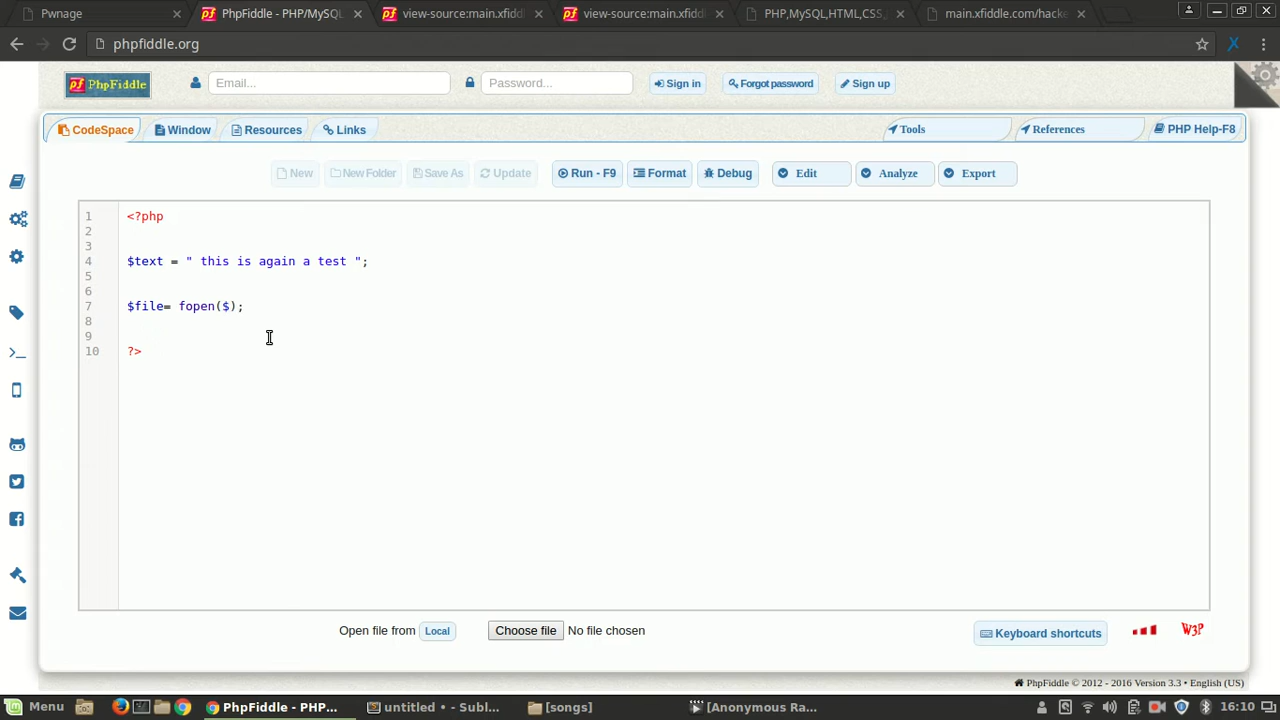 Pwnage
PhpFiddle - PHP/MySQL
view-source:main.xfidd
view-source:main.xfidd
PHP,MySQL,HTML,CSS,
main.xfiddle.com/hacke
phpfiddle.org
PhpFiddle
Email...
Password...
Sign in
Forgot password
Sign up
CodeSpace
Window
Resources
Links
Tools
References
PHP Help-F8
New
New Folder
Save As
Update
Run - F9
Format
Debug
Edit
Analyze
Export
1 <?php
2
3
4 $text = " this is again a test ";
5
6
7 $file= fopen($);
8
9
10 ?>
Open file from Local Choose file No file chosen
Keyboard shortcuts
W3P
PhpFiddle © 2012 - 2016 Version 3.3 • English (US)
Menu
PhpFiddle - PHP...
untitled • - Subl...
[songs]
[Anonymous Ra...
16:10